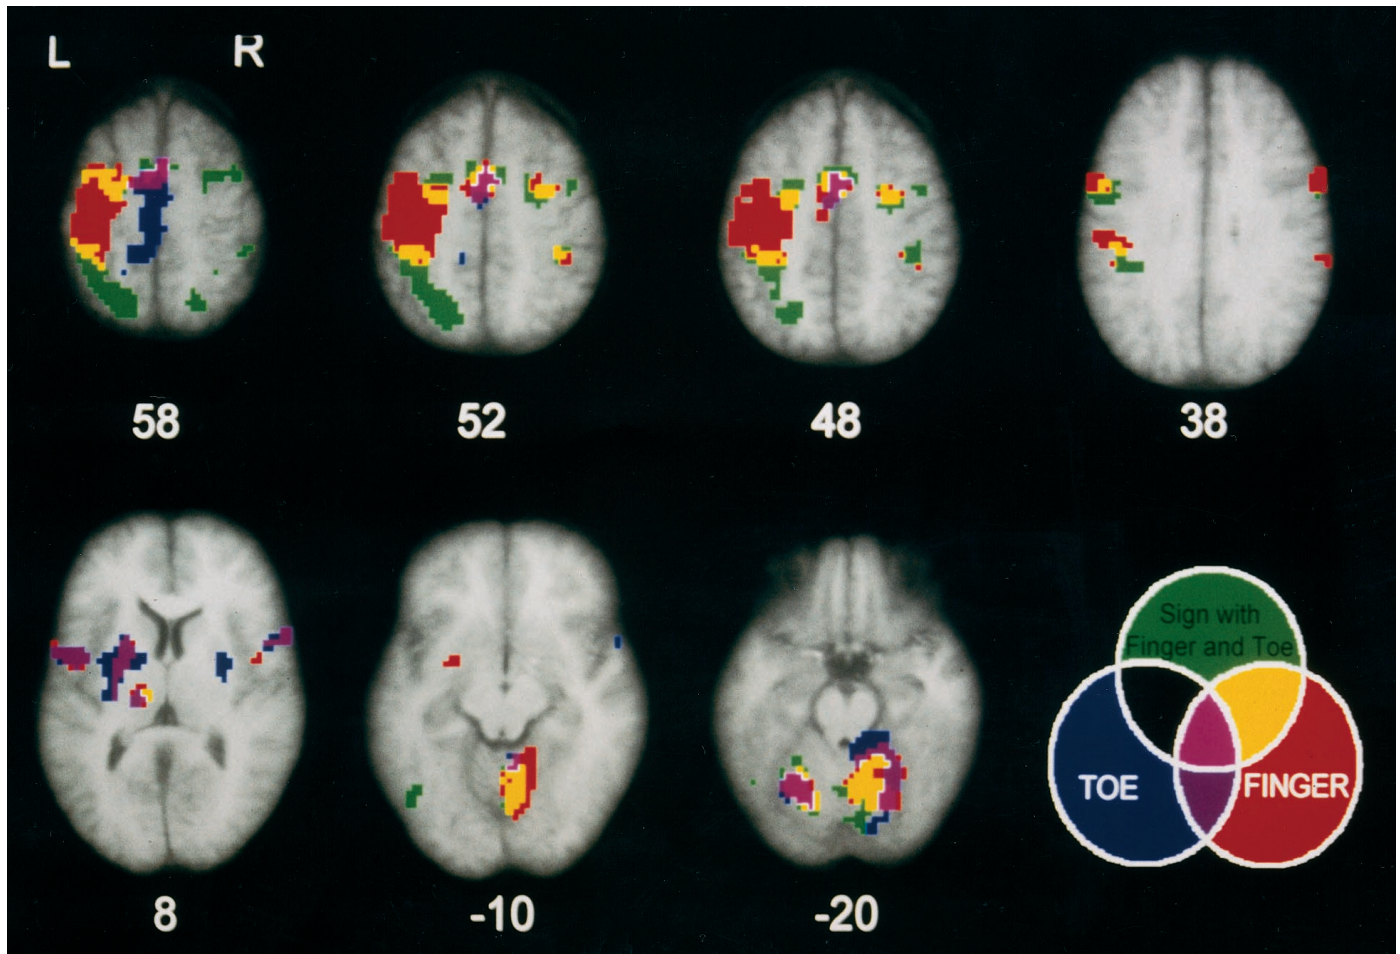 L R
58 52 48 38
8 -10 -20
Sign with
Finger and Toe
TOE FINGER